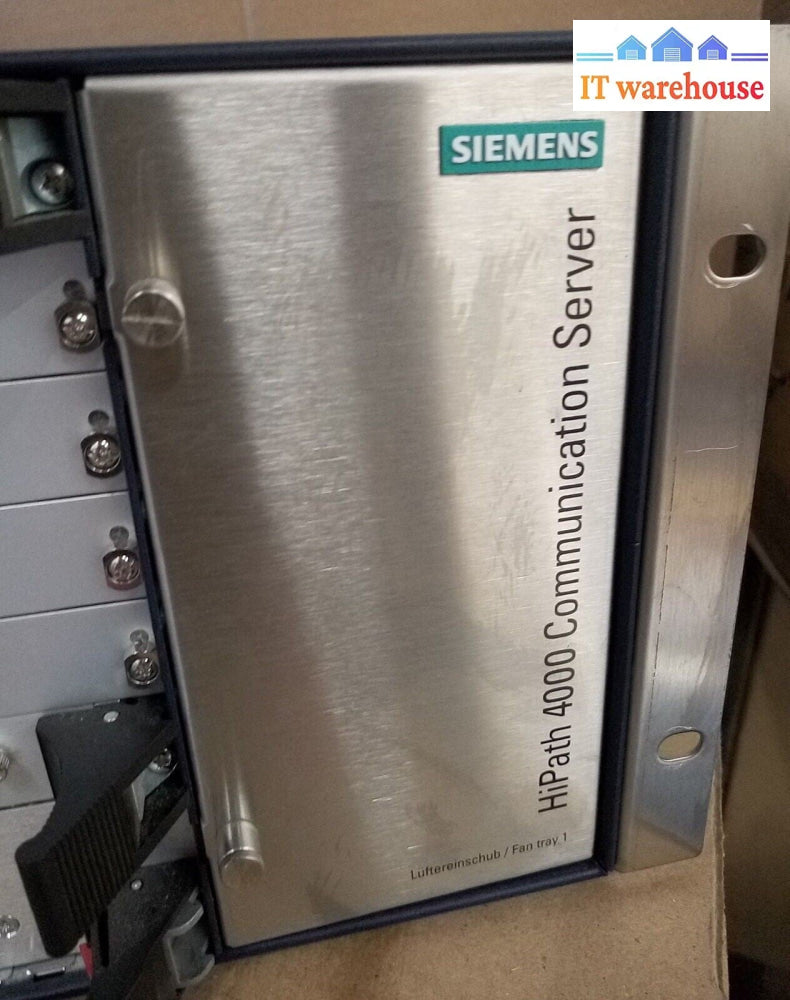 IT warehouse
SIEMENS
HiPath 4000 Communication Server
Lüftereinschub / Fan tray 1